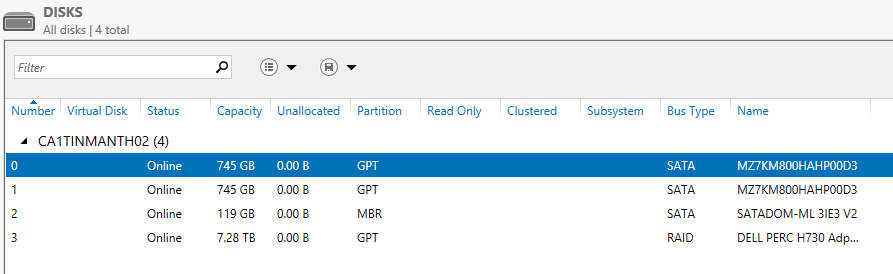 DISKS
All disks | 4 total
Filter
Number Virtual Disk Status Capacity Unallocated Partition Read Only Clustered Subsystem Bus Type Name
CA1TINMANTH02 (4)
0 Online 745 GB 0.00 B GPT SATA MZ7KM800HAHP00D3
1 Online 745 GB 0.00 B GPT SATA MZ7KM800HAHP00D3
2 Online 119 GB 0.00 B MBR SATA SATADOM-ML 3IE3 V2
3 Online 7.28 TB 0.00 B GPT RAID DELL PERC H730 Adp...